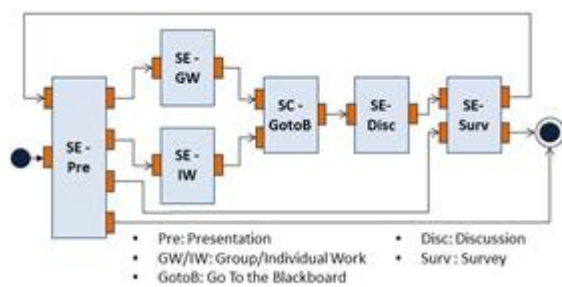 SE -
GW
SE -
Pre
SE -
IW
SC -
GotoB
SE-
Disc
SE-
Surv
• Pre: Presentation
• GW/IW: Group/Individual Work
• GotoB: Go To the Blackboard
• Disc: Discussion
• Surv : Survey